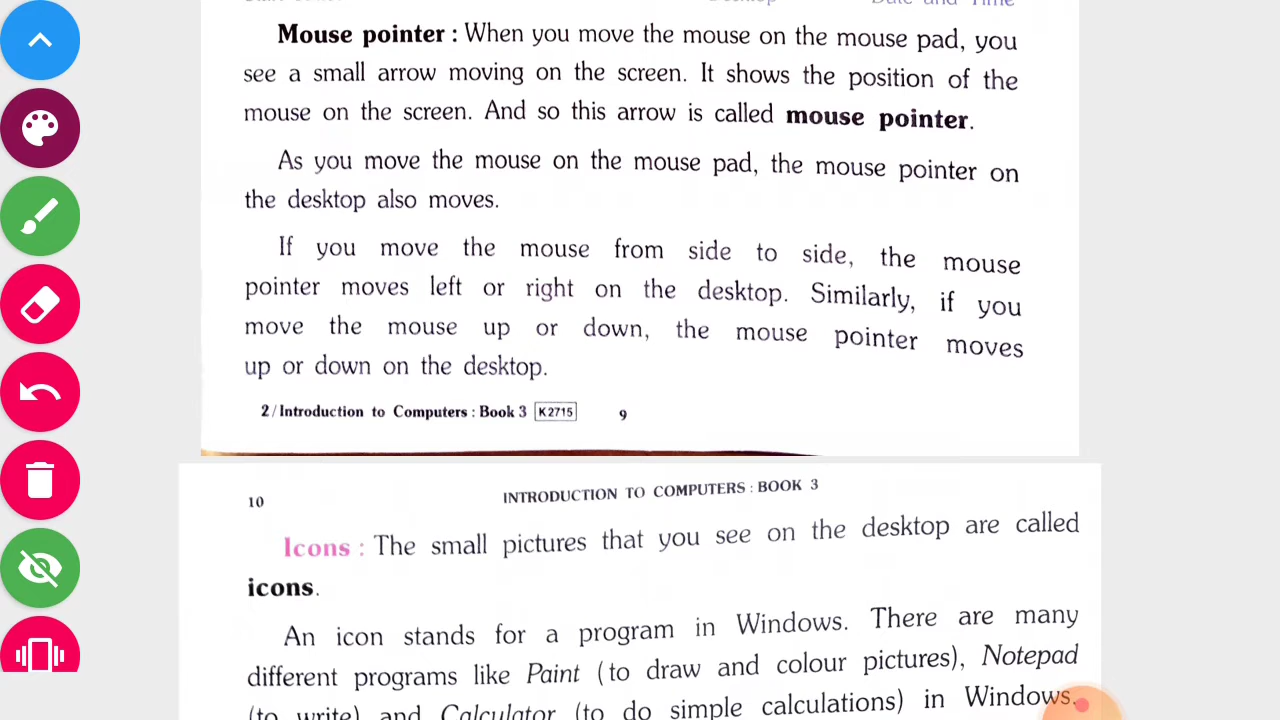 Mouse pointer : When you move the mouse on the mouse pad, you
see a small arrow moving on the screen. It shows the position of the
mouse on the screen. And so this arrow is called mouse pointer.
As you move the mouse on the mouse pad, the mouse pointer on
the desktop also moves.
If you move the mouse from side to side, the mouse
pointer moves left or right on the desktop. Similarly, if you
move the mouse up or down, the mouse pointer moves
up or down on the desktop.
2/Introduction to Computers : Book 3 K2715 9
10 INTRODUCTION TO COMPUTERS : BOOK 3
Icons : The small pictures that you see on the desktop are called
icons.
An icon stands for a program in Windows. There are many
different programs like Paint (to draw and colour pictures), Notepad
(to write) and Calculator (to do simple calculations) in Windows.